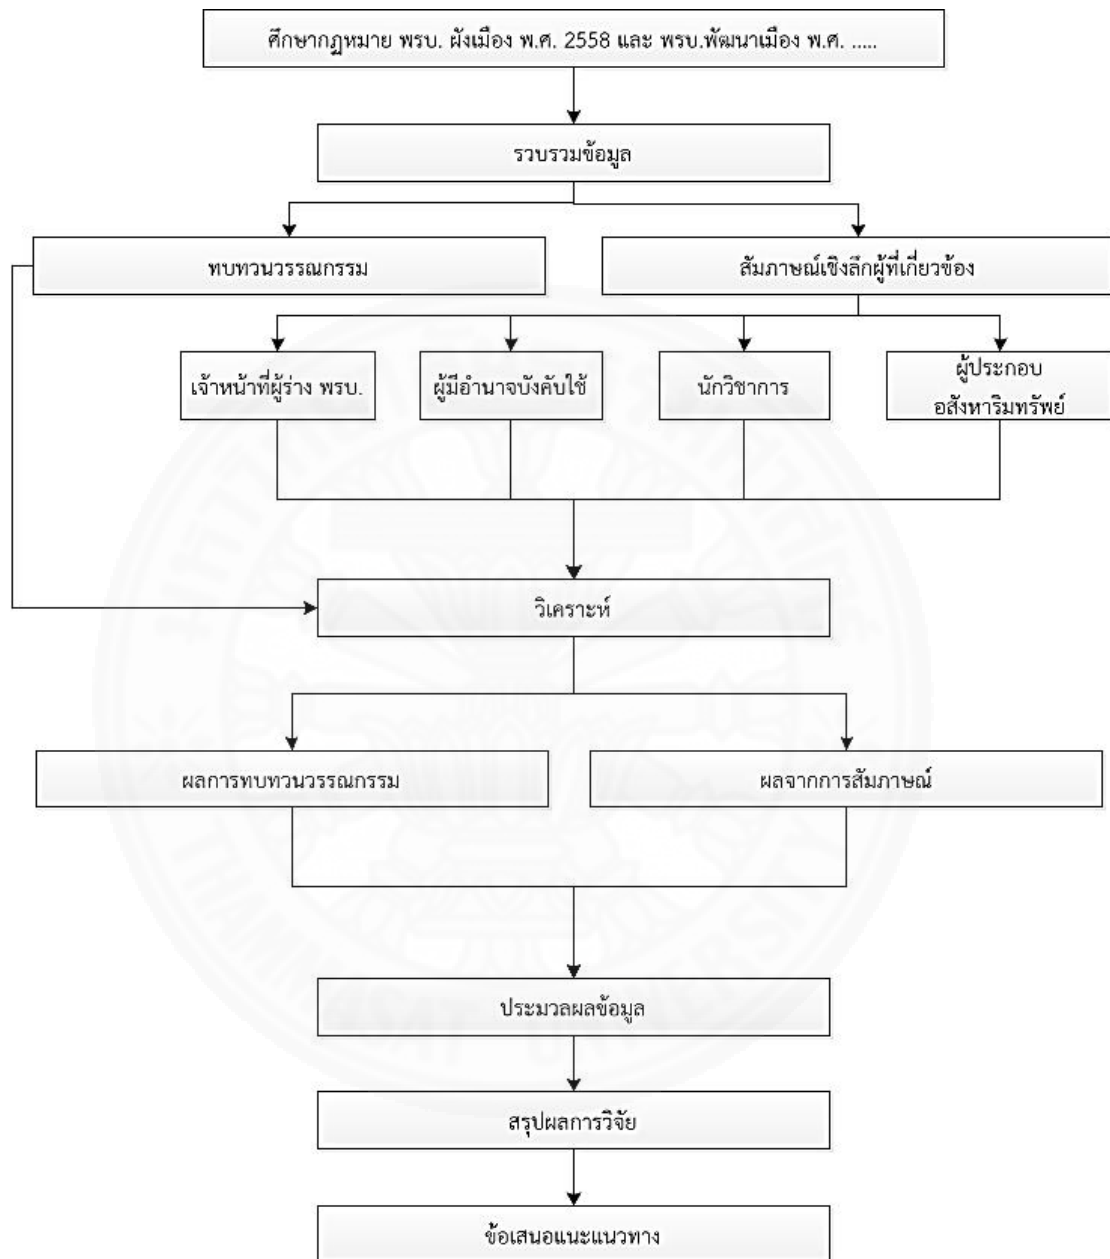 ศึกษากฎหมาย พรบ. ผังเมือง พ.ศ. 2558 และ พรบ.พัฒนาเมือง พ.ศ. .....
รวบรวมข้อมูล
ทบทวนวรรณกรรม
สัมภาษณ์เชิงลึกผู้ที่เกี่ยวข้อง
เจ้าหน้าที่ผู้ร่าง พรบ.
ผู้มีอำนาจบังคับใช้
นักวิชาการ
ผู้ประกอบ
อสังหาริมทรัพย์
วิเคราะห์
ผลการทบทวนวรรณกรรม
ผลจากการสัมภาษณ์
ประมวลผลข้อมูล
สรุปผลการวิจัย
ข้อเสนอแนะแนวทาง
THAMMASAT UNIVERSITY